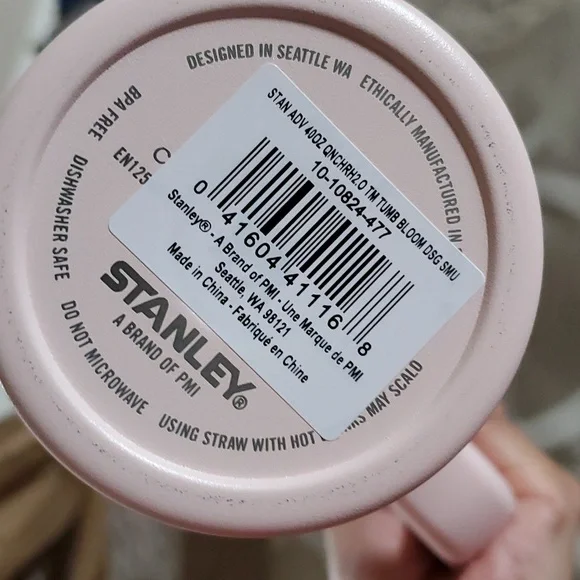 DESIGNED IN SEATTLE WA
ETHICALLY MANUFACTURED IN
BPA FREE
DISHWASHER SAFE
DO NOT MICROWAVE
USING STRAW WITH HOT
MAY SCALD
STAN ADV 40OZ QNCHRH2.O TM TUMB BLOOM DSG SMU
10-10824-477
0 41604 41116 8
Stanley® - A Brand of PMI - Une Marque de PMI
Seattle, WA 98121
Made in China - Fabriqué en Chine
EN125
STANLEY®
A BRAND OF PMI